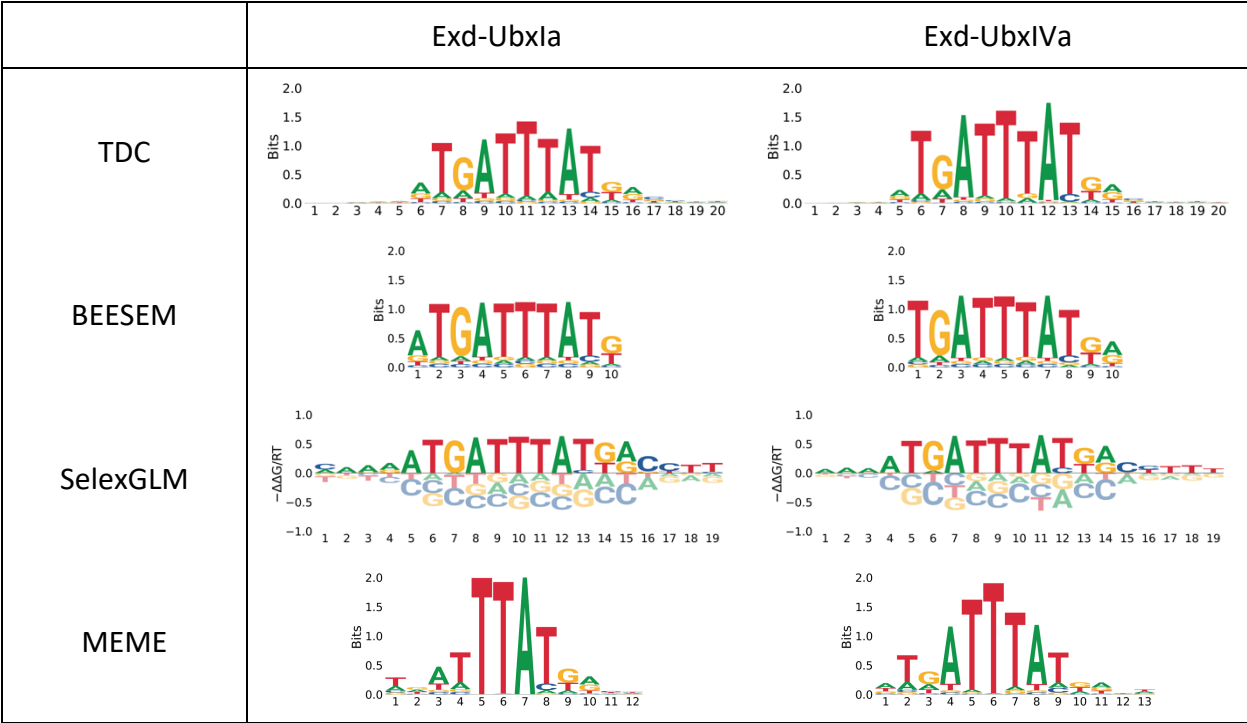 Exd-UbxIa Exd-UbxIVa
TDC
2.0 2.0
1.5 1.5
Bits Bits
1.0 1.0
0.5 0.5
0.0 0.0
1 2 3 4 5 6 7 8 9 10 11 12 13 14 15 16 17 18 19 20 1 2 3 4 5 6 7 8 9 10 11 12 13 14 15 16 17 18 19 20
ATGATTTATGA TGATTTATGA
BEESEM
2.0 2.0
1.5 1.5
Bits Bits
1.0 1.0
0.5 0.5
0.0 0.0
ATGATTTATG TGATTTATGA
1 2 3 4 5 6 7 8 9 10 1 2 3 4 5 6 7 8 9 10
SelexGLM
1.0 1.0
0.5 0.5
0.0 0.0
−0.5 −0.5
−1.0 −1.0
−ΔΔG/RT −ΔΔG/RT
CAAAATGATTTATGACCTT AAAATGATTTATGACCTTT
1 2 3 4 5 6 7 8 9 10 11 12 13 14 15 16 17 18 19 1 2 3 4 5 6 7 8 9 10 11 12 13 14 15 16 17 18 19
MEME
2.0 2.0
1.5 1.5
Bits Bits
1.0 1.0
0.5 0.5
0.0 0.0
ATTTATGA ATGATTTATGA
1 2 3 4 5 6 7 8 9 10 11 12 1 2 3 4 5 6 7 8 9 10 11 12 13